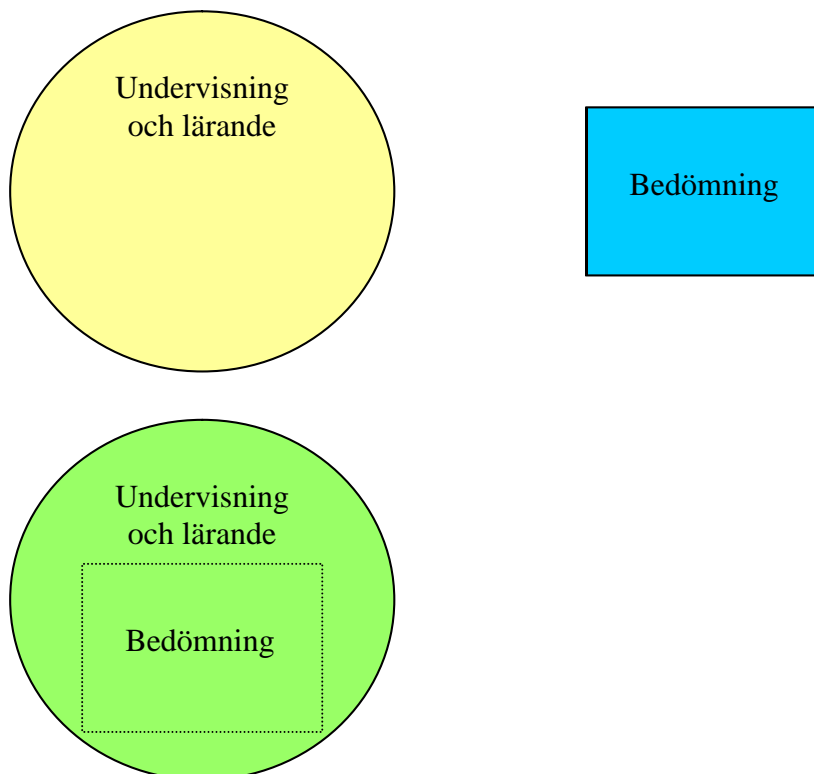 Undervisning
och lärande
Bedömning
Undervisning
och lärande
Bedömning